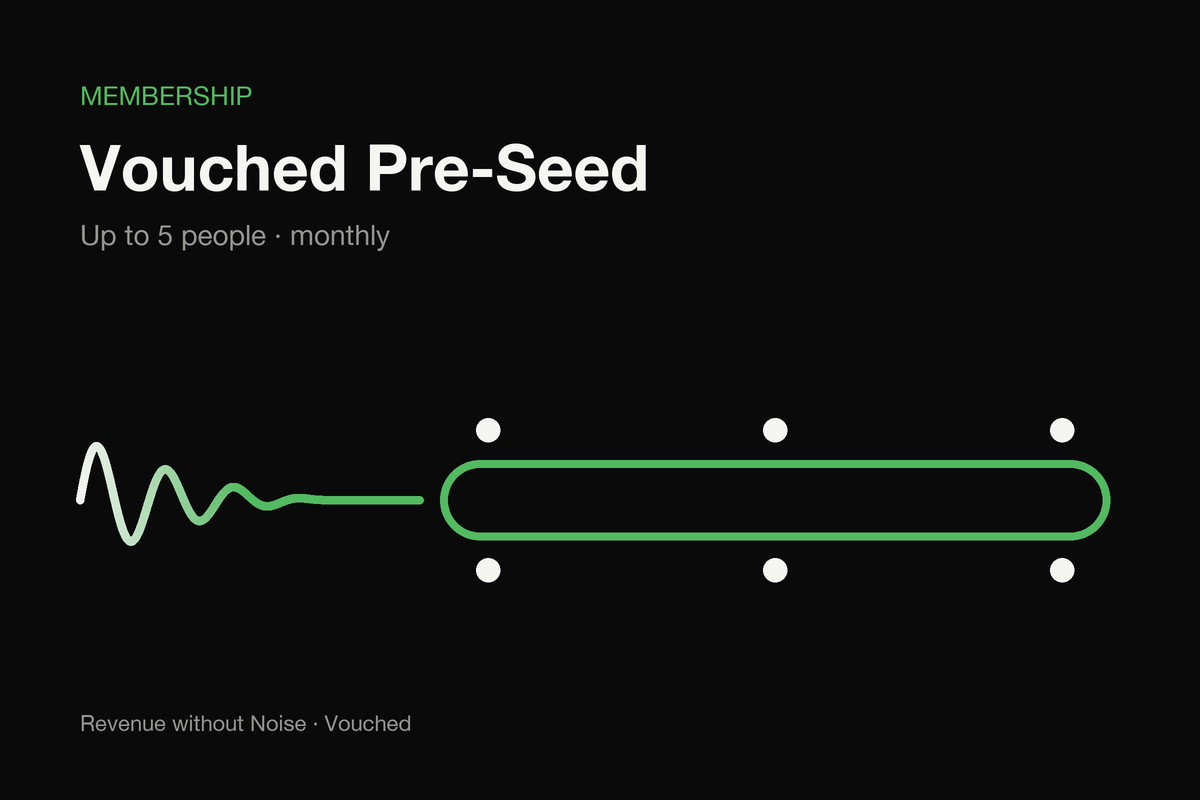 MEMBERSHIP
Vouched Pre-Seed
Up to 5 people · monthly
Revenue without Noise · Vouched